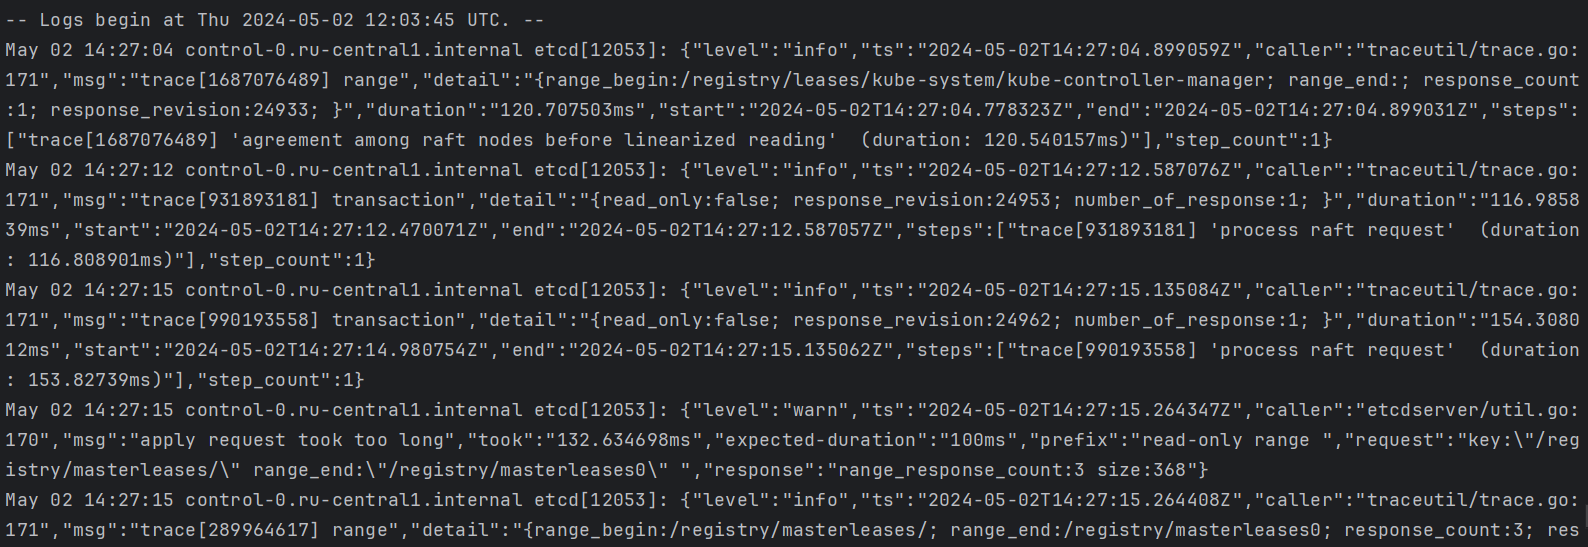 -- Logs begin at Thu 2024-05-02 12:03:45 UTC. --
May 02 14:27:04 control-0.ru-central1.internal etcd[12053]: {"level":"info","ts":"2024-05-02T14:27:04.899059Z","caller":"traceutil/trace.go:
171","msg":"trace[1687076489] range","detail":"{range_begin:/registry/leases/kube-system/kube-controller-manager; range_end:; response_count
:1; response_revision:24933; }","duration":"120.707503ms","start":"2024-05-02T14:27:04.778323Z","end":"2024-05-02T14:27:04.899031Z","steps":
["trace[1687076489] 'agreement among raft nodes before linearized reading'  (duration: 120.540157ms)"],"step_count":1}
May 02 14:27:12 control-0.ru-central1.internal etcd[12053]: {"level":"info","ts":"2024-05-02T14:27:12.587076Z","caller":"traceutil/trace.go:
171","msg":"trace[931893181] transaction","detail":"{read_only:false; response_revision:24953; number_of_response:1; }","duration":"116.9858
39ms","start":"2024-05-02T14:27:12.470071Z","end":"2024-05-02T14:27:12.587057Z","steps":["trace[931893181] 'process raft request'  (duration
: 116.808901ms)"],"step_count":1}
May 02 14:27:15 control-0.ru-central1.internal etcd[12053]: {"level":"info","ts":"2024-05-02T14:27:15.135084Z","caller":"traceutil/trace.go:
171","msg":"trace[990193558] transaction","detail":"{read_only:false; response_revision:24962; number_of_response:1; }","duration":"154.3080
12ms","start":"2024-05-02T14:27:14.980754Z","end":"2024-05-02T14:27:15.135062Z","steps":["trace[990193558] 'process raft request'  (duration
: 153.82739ms)"],"step_count":1}
May 02 14:27:15 control-0.ru-central1.internal etcd[12053]: {"level":"warn","ts":"2024-05-02T14:27:15.264347Z","caller":"etcdserver/util.go:
170","msg":"apply request took too long","took":"132.634698ms","expected-duration":"100ms","prefix":"read-only range ","request":"key:\"/reg
istry/masterleases/\" range_end:\"/registry/masterleases0\" ","response":"range_response_count:3 size:368"}
May 02 14:27:15 control-0.ru-central1.internal etcd[12053]: {"level":"info","ts":"2024-05-02T14:27:15.264408Z","caller":"traceutil/trace.go:
171","msg":"trace[289964617] range","detail":"{range_begin:/registry/masterleases/; range_end:/registry/masterleases0; response_count:3; res